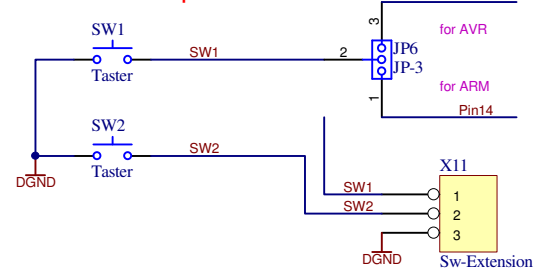 SW1
Taster
SW1
2
3
JP6
JP-3
1
for AVR
for ARM
Pin14
SW2
Taster
SW2
DGND
X11
SW1
1
SW2
2
3
DGND
Sw-Extension